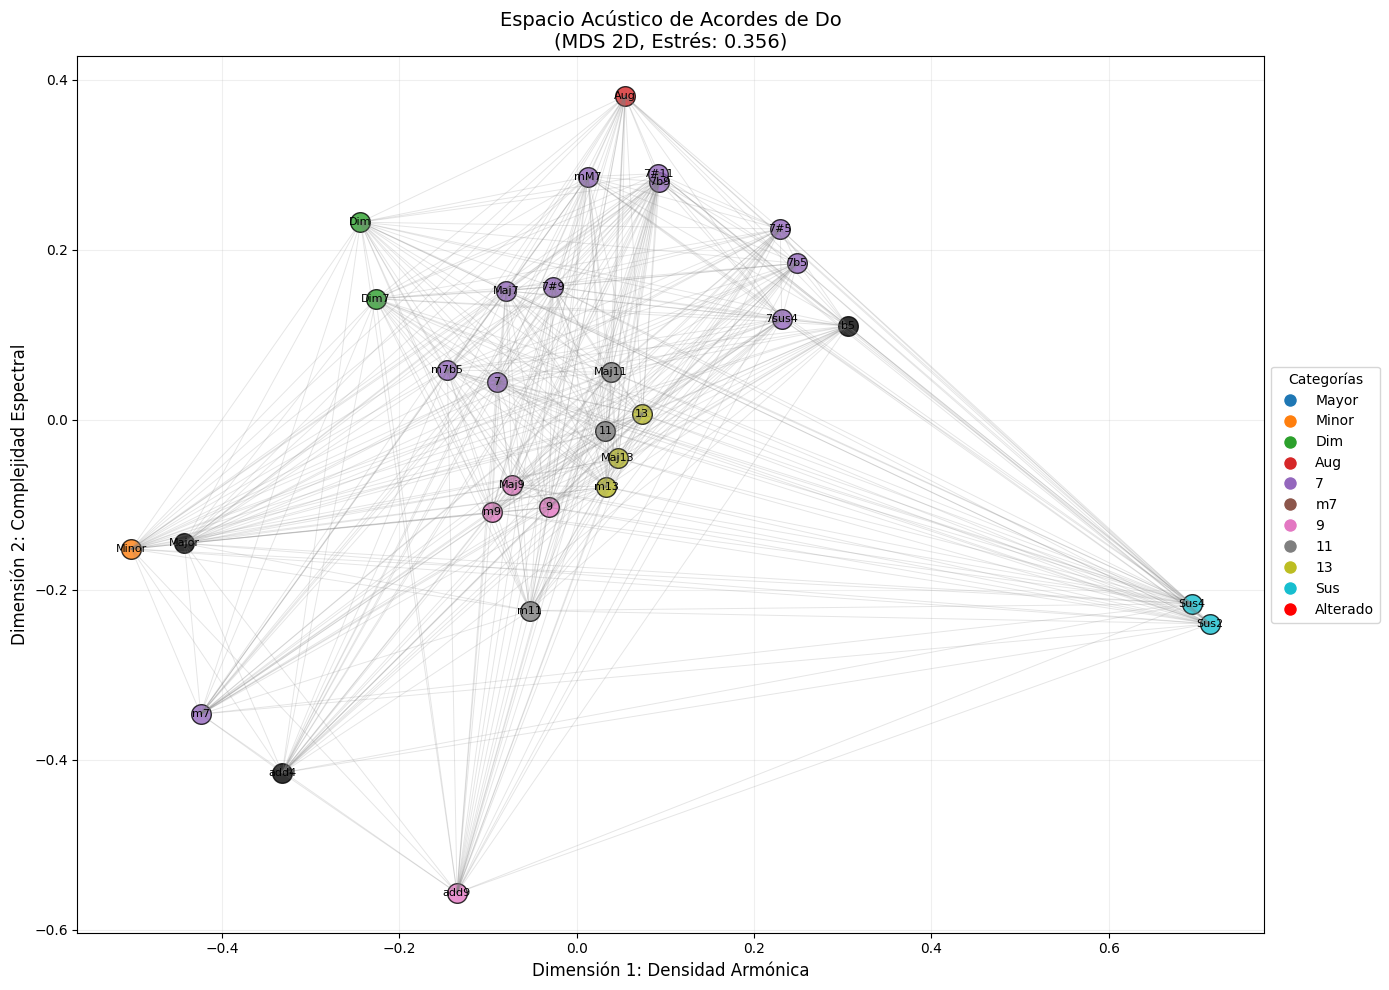 Espacio Acústico de Acordes de Do
(MDS 2D, Estrés: 0.356)
Dimensión 2: Complejidad Espectral
0.4
0.2
0.0
−0.2
−0.4
−0.6
Aug
mM7
7#11
7b9
Dim
7#5
7b5
Dim7
Maj7
7#9
7sus4
b5
m7b5
7
Maj11
13
11
Maj13
Maj9
m13
m9
9
Minor
Major
m11
Sus4
Sus2
m7
add4
add9
−0.4
−0.2
0.0
0.2
0.4
0.6
Dimensión 1: Densidad Armónica
Categorías
Mayor
Minor
Dim
Aug
7
m7
9
11
13
Sus
Alterado